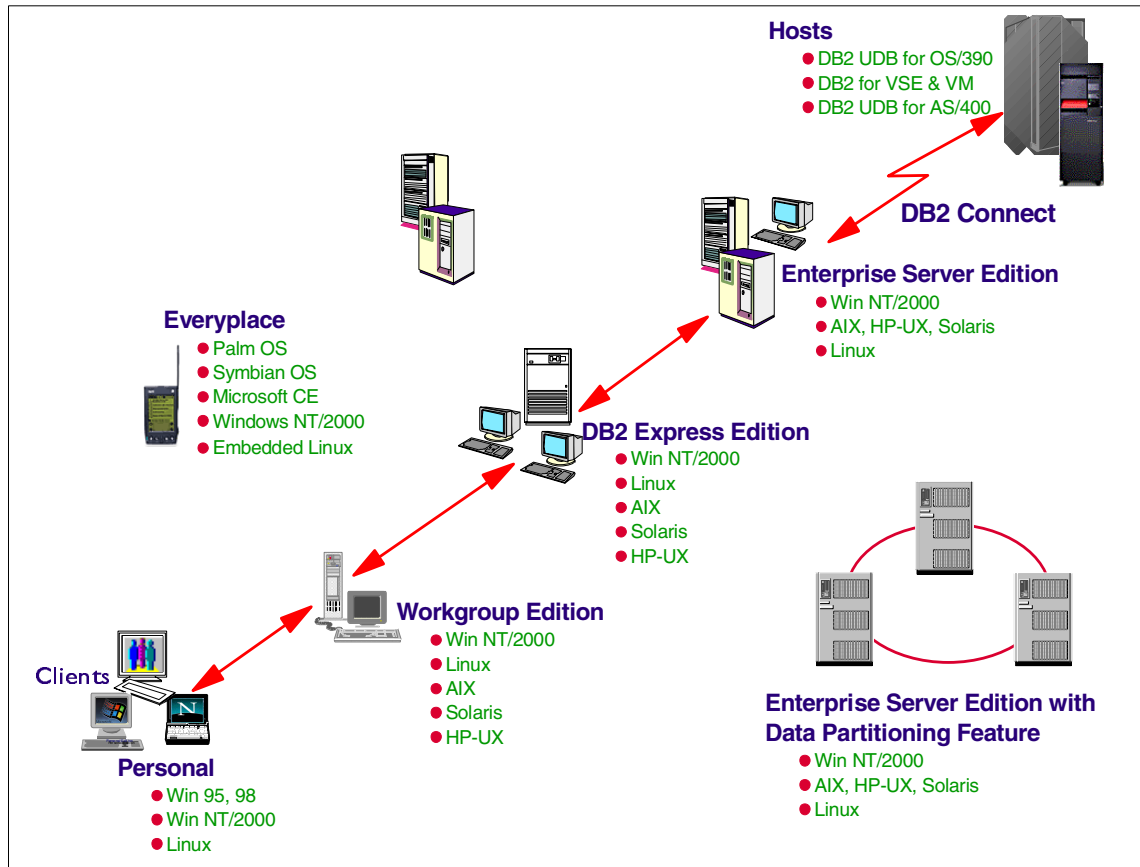 Hosts
DB2 UDB for OS/390
DB2 for VSE & VM
DB2 UDB for AS/400
DB2 Connect
Enterprise Server Edition
Win NT/2000
AIX, HP-UX, Solaris
Linux
Everyplace
Palm OS
Symbian OS
Microsoft CE
Windows NT/2000
Embedded Linux
DB2 Express Edition
Win NT/2000
Linux
AIX
Solaris
HP-UX
Workgroup Edition
Win NT/2000
Linux
AIX
Solaris
HP-UX
Clients
N
Personal
Win 95, 98
Win NT/2000
Linux
Enterprise Server Edition with
Data Partitioning Feature
Win NT/2000
AIX, HP-UX, Solaris
Linux